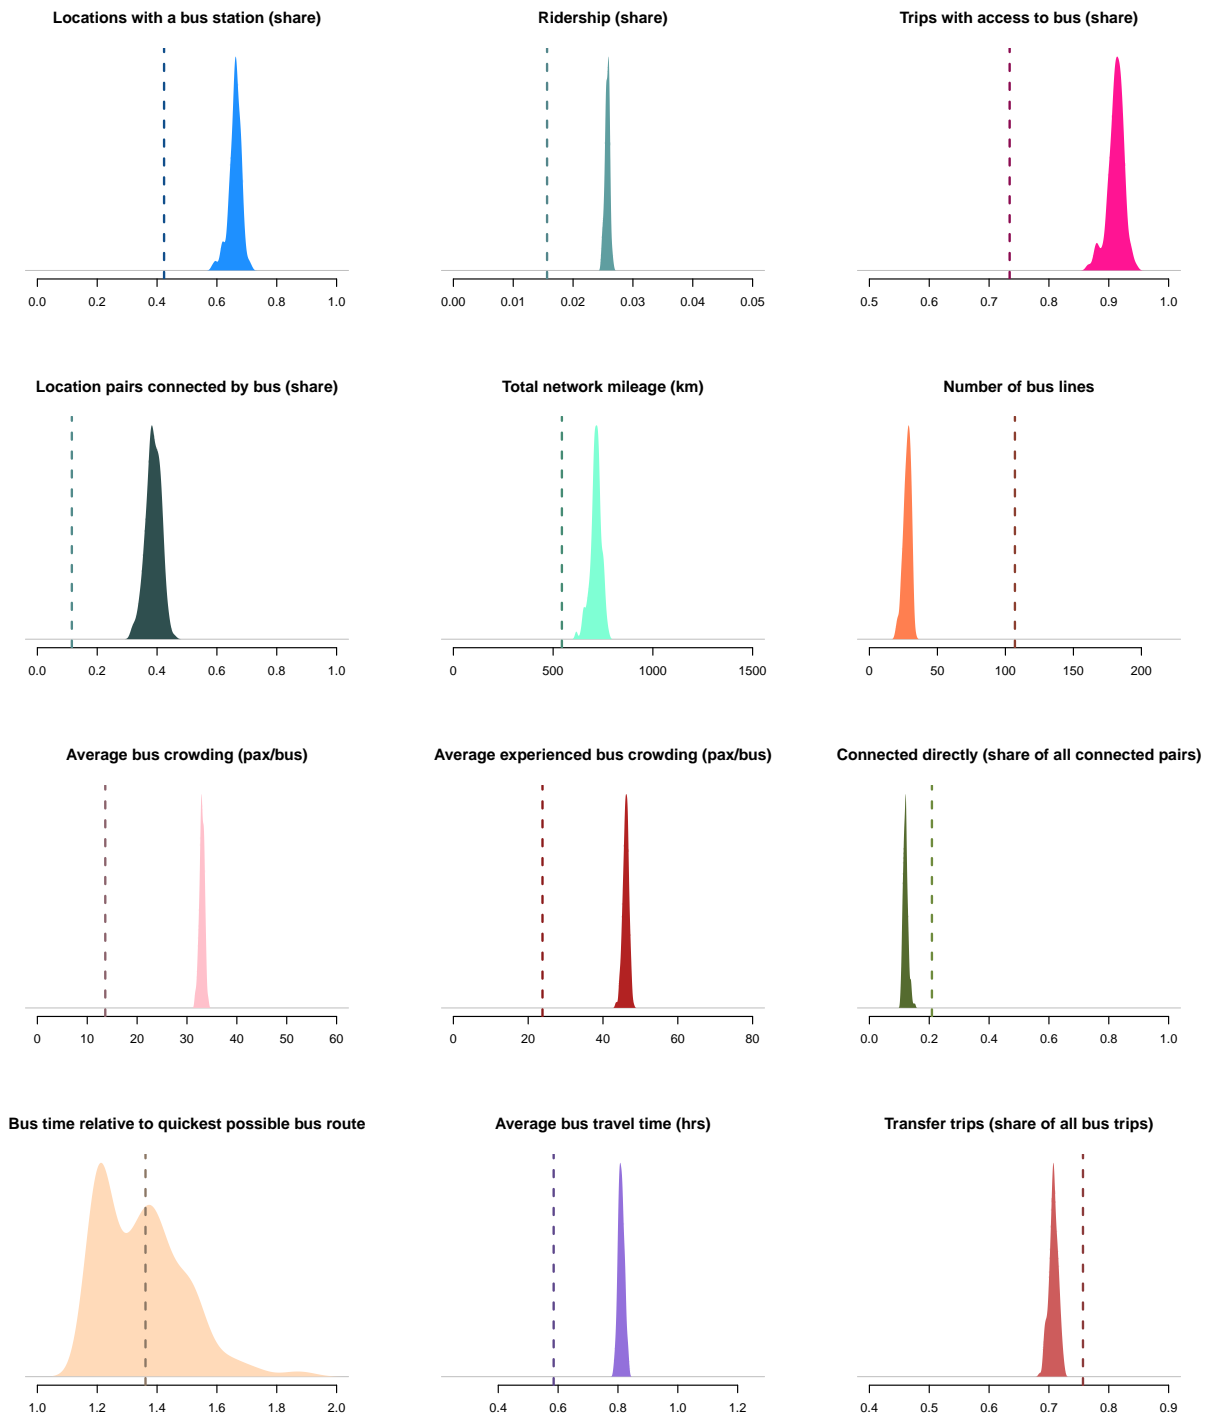 Locations with a bus station (share)
Ridership (share)
Trips with access to bus (share)
0.0 0.2 0.4 0.6 0.8 1.0
0.00 0.01 0.02 0.03 0.04 0.05
0.5 0.6 0.7 0.8 0.9 1.0
Location pairs connected by bus (share)
Total network mileage (km)
Number of bus lines
0.0 0.2 0.4 0.6 0.8 1.0
0 500 1000 1500
0 50 100 150 200
Average bus crowding (pax/bus)
Average experienced bus crowding (pax/bus)
Connected directly (share of all connected pairs)
0 10 20 30 40 50 60
0 20 40 60 80
0.0 0.2 0.4 0.6 0.8 1.0
Bus time relative to quickest possible bus route
Average bus travel time (hrs)
Transfer trips (share of all bus trips)
1.0 1.2 1.4 1.6 1.8 2.0
0.4 0.6 0.8 1.0 1.2
0.4 0.5 0.6 0.7 0.8 0.9